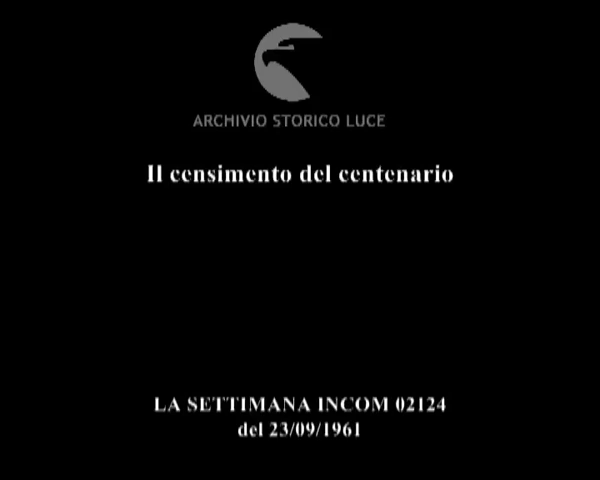 ARCHIVIO STORICO LUCE
Il censimento del centenario
LA SETTIMANA INCOM 02124
del 23/09/1961